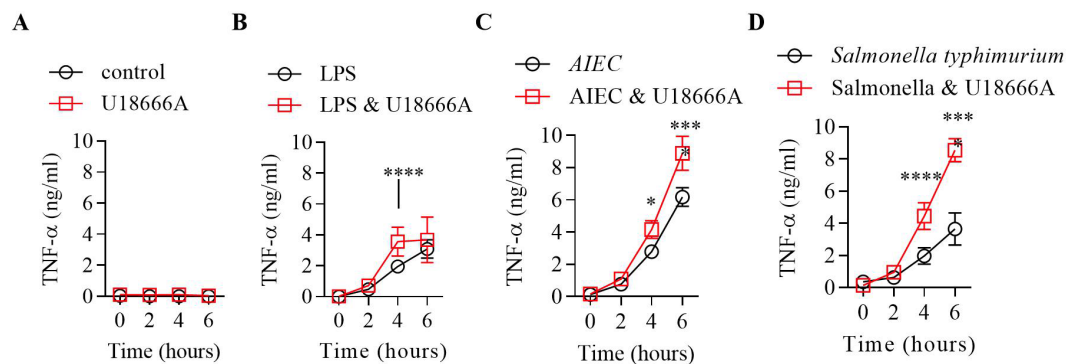 A
control
U18666A
TNF-α (ng/ml)
10
8
6
4
2
0
0 2 4 6
Time (hours)
B
LPS
LPS & U18666A
****
TNF-α (ng/ml)
10
8
6
4
2
0
0 2 4 6
Time (hours)
C
AIEC
AIEC & U18666A
***
*
*
TNF-α (ng/ml)
10
8
6
4
2
0
0 2 4 6
Time (hours)
D
Salmonella typhimurium
Salmonella & U18666A
***
*
****
TNF-α (ng/ml)
10
8
6
4
2
0
0 2 4 6
Time (hours)